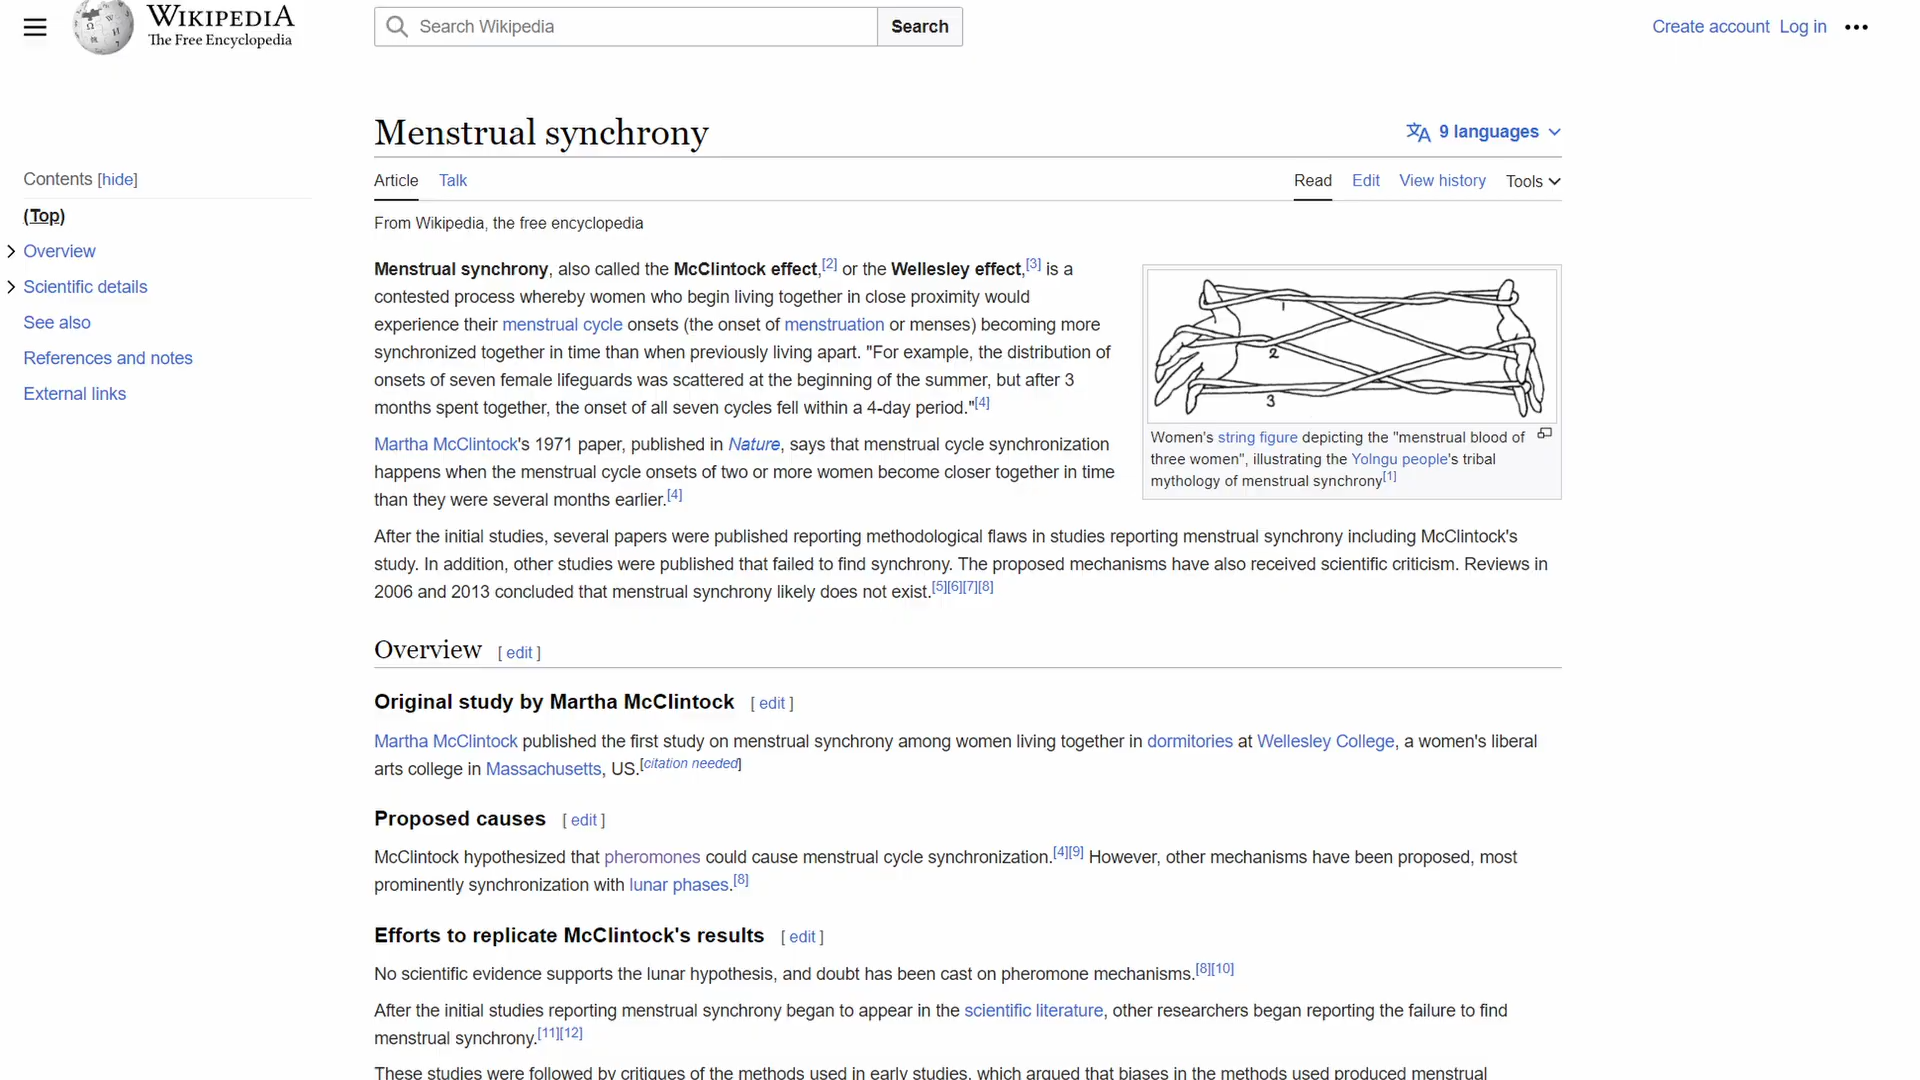 WIKIPEDIA
The Free Encyclopedia
Search Wikipedia
Search
Create account Log in
Menstrual synchrony
9 languages
Contents [hide]
(Top)
Overview
Scientific details
See also
References and notes
External links
Article Talk
Read Edit View history Tools
From Wikipedia, the free encyclopedia
Menstrual synchrony, also called the McClintock effect,[2] or the Wellesley effect,[3] is a
contested process whereby women who begin living together in close proximity would
experience their menstrual cycle onsets (the onset of menstruation or menses) becoming more
synchronized together in time than when previously living apart. "For example, the distribution of
onsets of seven female lifeguards was scattered at the beginning of the summer, but after 3
months spent together, the onset of all seven cycles fell within a 4-day period."[4]
Martha McClintock's 1971 paper, published in Nature, says that menstrual cycle synchronization
happens when the menstrual cycle onsets of two or more women become closer together in time
than they were several months earlier.[4]
1
2
3
Women's string figure depicting the "menstrual blood of
three women", illustrating the Yolngu people's tribal
mythology of menstrual synchrony[1]
After the initial studies, several papers were published reporting methodological flaws in studies reporting menstrual synchrony including McClintock's
study. In addition, other studies were published that failed to find synchrony. The proposed mechanisms have also received scientific criticism. Reviews in
2006 and 2013 concluded that menstrual synchrony likely does not exist.[5][6][7][8]
Overview [ edit ]
Original study by Martha McClintock [ edit ]
Martha McClintock published the first study on menstrual synchrony among women living together in dormitories at Wellesley College, a women's liberal
arts college in Massachusetts, US.[citation needed]
Proposed causes [ edit ]
McClintock hypothesized that pheromones could cause menstrual cycle synchronization.[4][9] However, other mechanisms have been proposed, most
prominently synchronization with lunar phases.[8]
Efforts to replicate McClintock's results [ edit ]
No scientific evidence supports the lunar hypothesis, and doubt has been cast on pheromone mechanisms.[8][10]
After the initial studies reporting menstrual synchrony began to appear in the scientific literature, other researchers began reporting the failure to find
menstrual synchrony.[11][12]
These studies were followed by critiques of the methods used in early studies, which argued that biases in the methods used produced menstrual